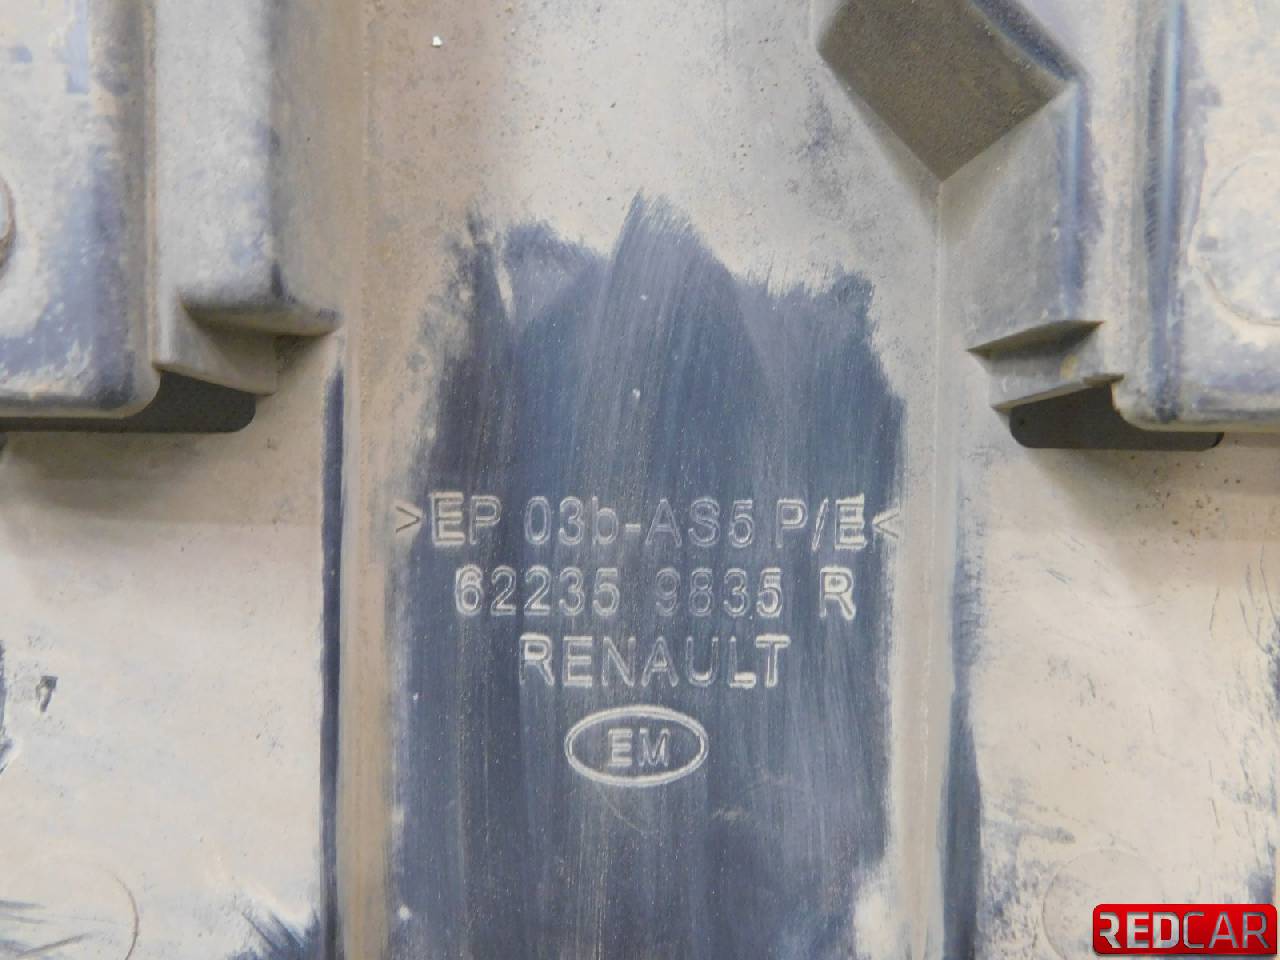 >EP 03b-AS5 P/E<
62235 9835 R
RENAULT
EM
REDCAR